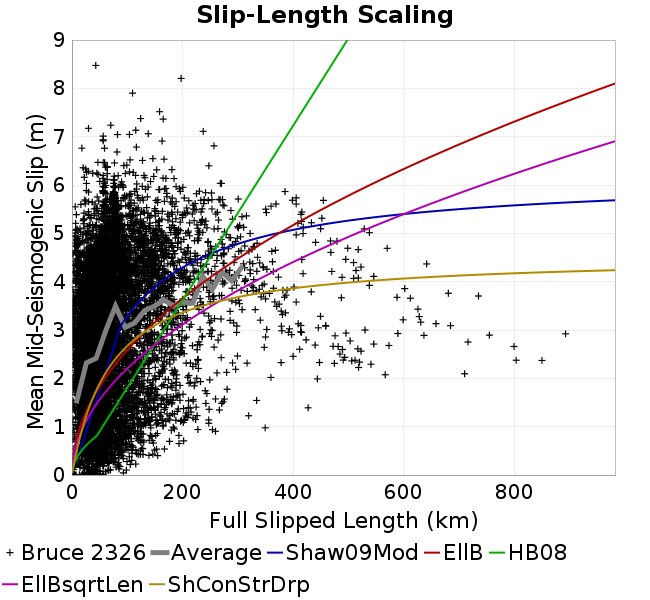 Slip-Length Scaling
Mean Mid-Seismogenic Slip (m)
9
8
7
6
5
4
3
2
1
0
0 200 400 600 800
Full Slipped Length (km)
Bruce 2326 Average Shaw09Mod EllB HB08
EllBsqrtLen ShConStrDrp